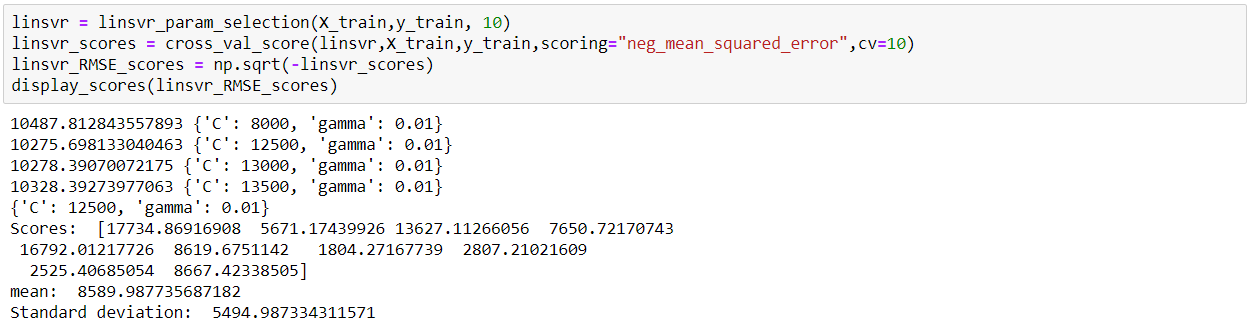 linsvr = linsvr_param_selection(X_train,y_train, 10)
linsvr_scores = cross_val_score(linsvr,X_train,y_train,scoring="neg_mean_squared_error",cv=10)
linsvr_RMSE_scores = np.sqrt(-linsvr_scores)
display_scores(linsvr_RMSE_scores)
10487.812843557893 {'C': 8000, 'gamma': 0.01}
10275.698133040463 {'C': 12500, 'gamma': 0.01}
10278.39070072175 {'C': 13000, 'gamma': 0.01}
10328.39273977063 {'C': 13500, 'gamma': 0.01}
{'C': 12500, 'gamma': 0.01}
Scores:  [17734.86916908  5671.17439926 13627.11266056  7650.72170743
 16792.01217726  8619.6751142   1804.27167739  2807.21021609
  2525.40685054  8667.42338505]
mean:  8589.987735687182
Standard deviation:  5494.987334311571